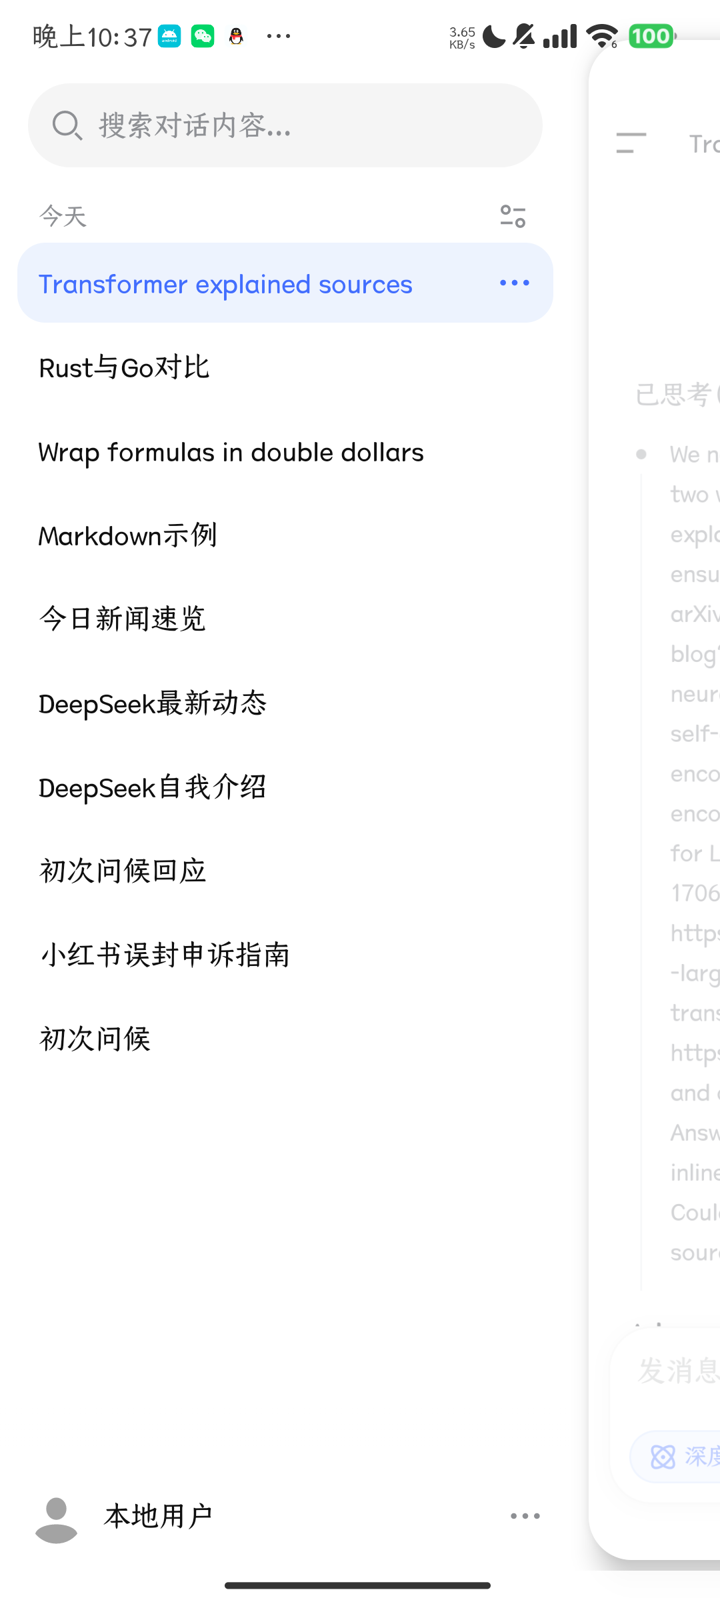 晚上10:37
3.65
KB/s
6
100
搜索对话内容...
今天
Transformer explained sources
Rust与Go对比
Wrap formulas in double dollars
Markdown示例
今日新闻速览
DeepSeek最新动态
DeepSeek自我介绍
初次问候回应
小红书误封申诉指南
初次问候
本地用户
Tra
已思考(
We n
two w
expla
ensu
arXiv
blog"
neur
self-
enco
enco
for L
1706
https
-larg
trans
https
and
Answ
inline
Coul
sour
发消息
深度